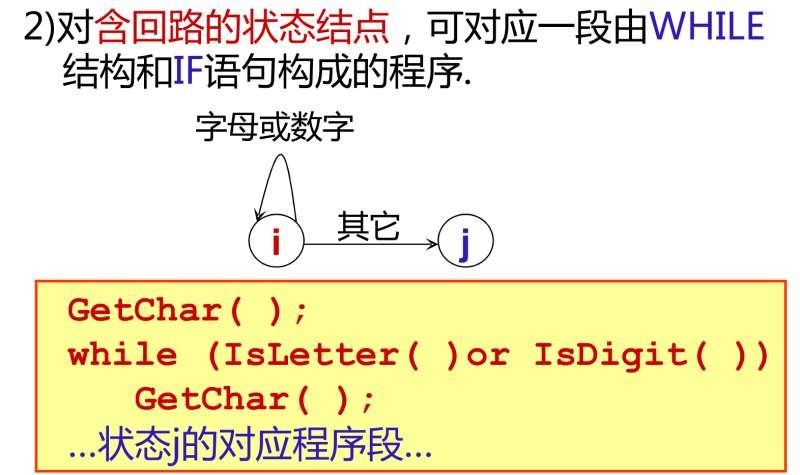 2)对含回路的状态结点，可对应一段由WHILE
结构和IF语句构成的程序.
字母或数字
其它
i
j
GetChar( );
while (IsLetter( )or IsDigit( ))
GetChar( );
…状态j的对应程序段…